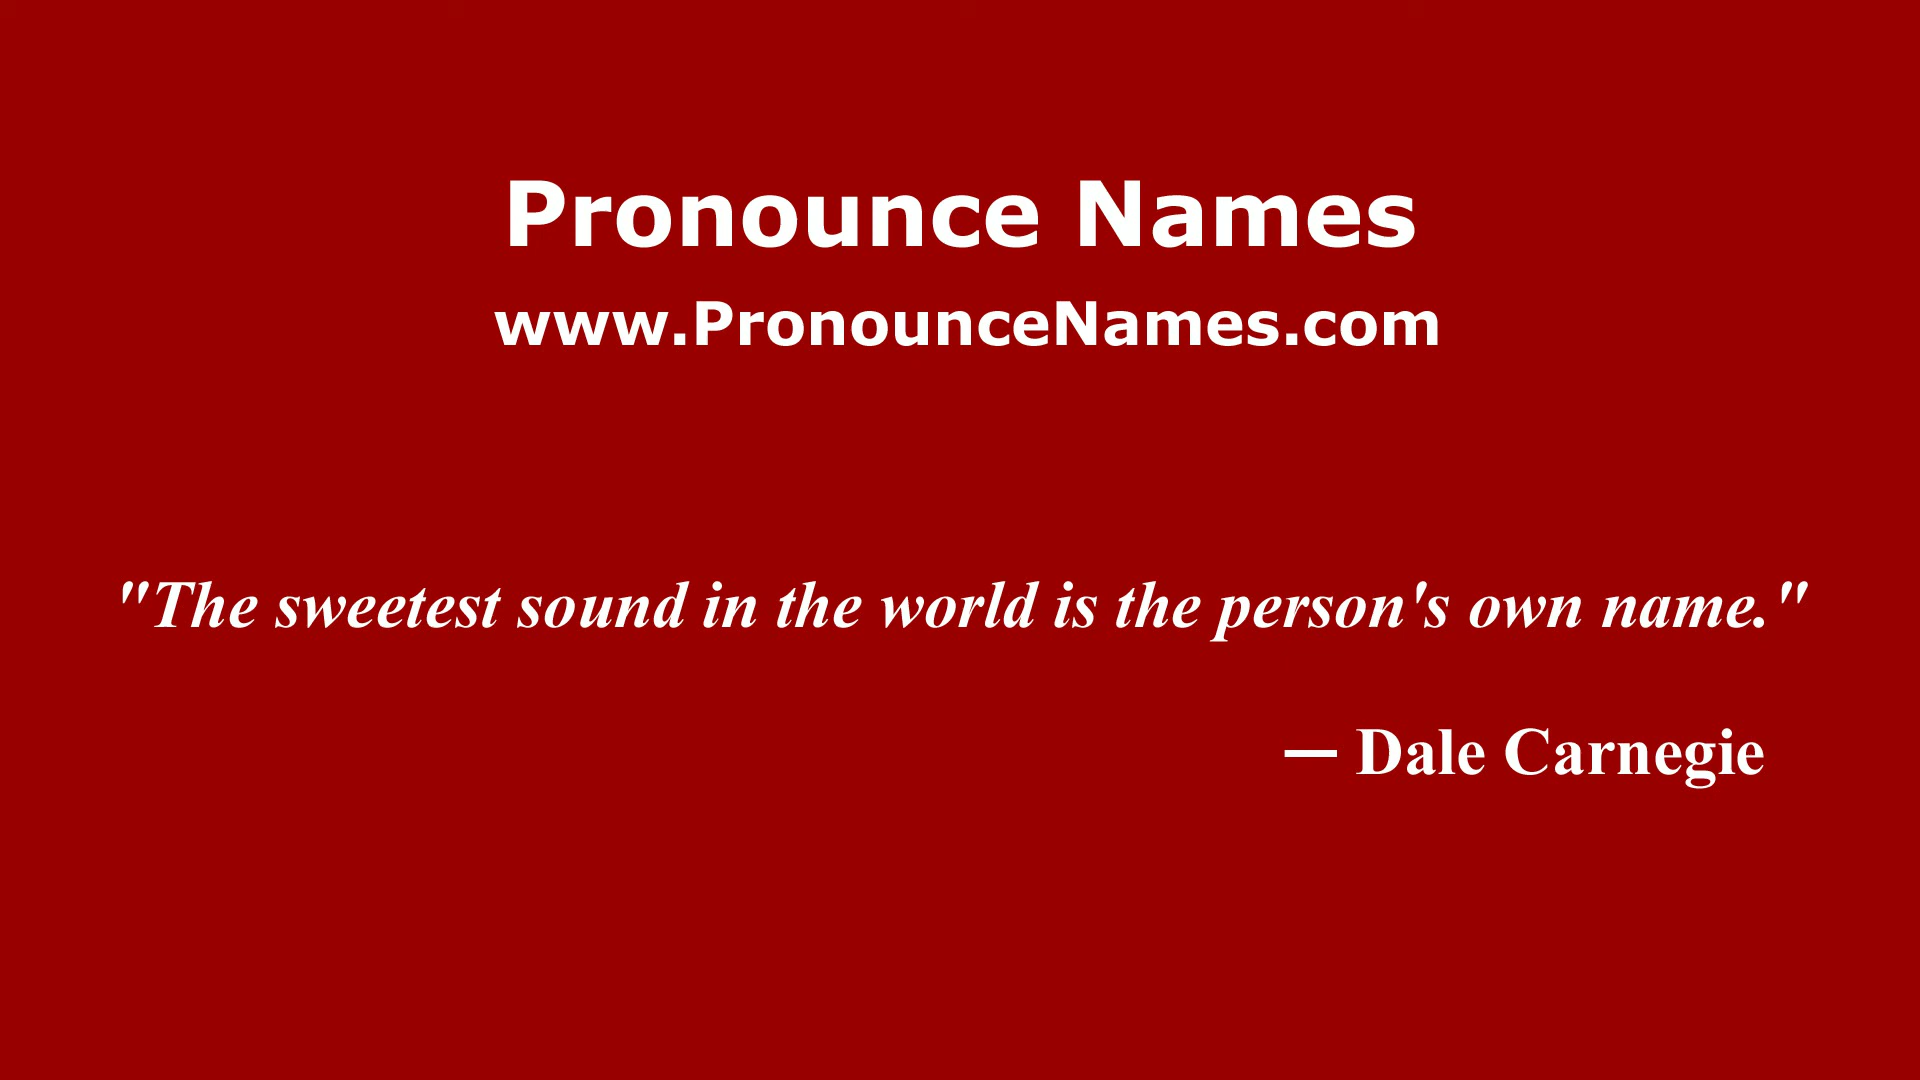 Pronounce Names
www.PronounceNames.com
"The sweetest sound in the world is the person's own name."
— Dale Carnegie